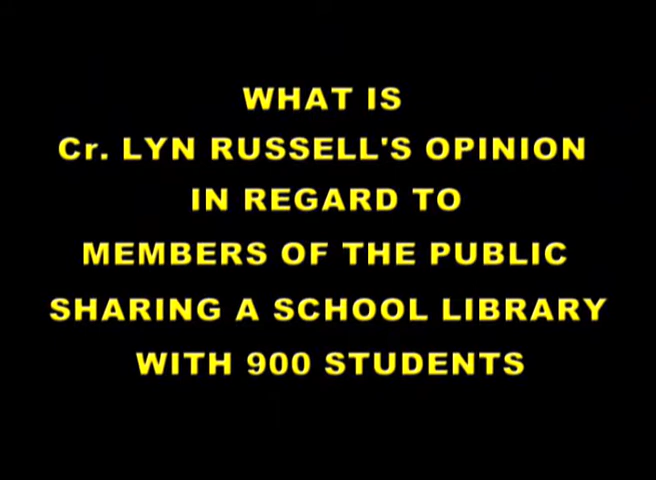 WHAT IS
Cr. LYN RUSSELL'S OPINION
IN REGARD TO
MEMBERS OF THE PUBLIC
SHARING A SCHOOL LIBRARY
WITH 900 STUDENTS